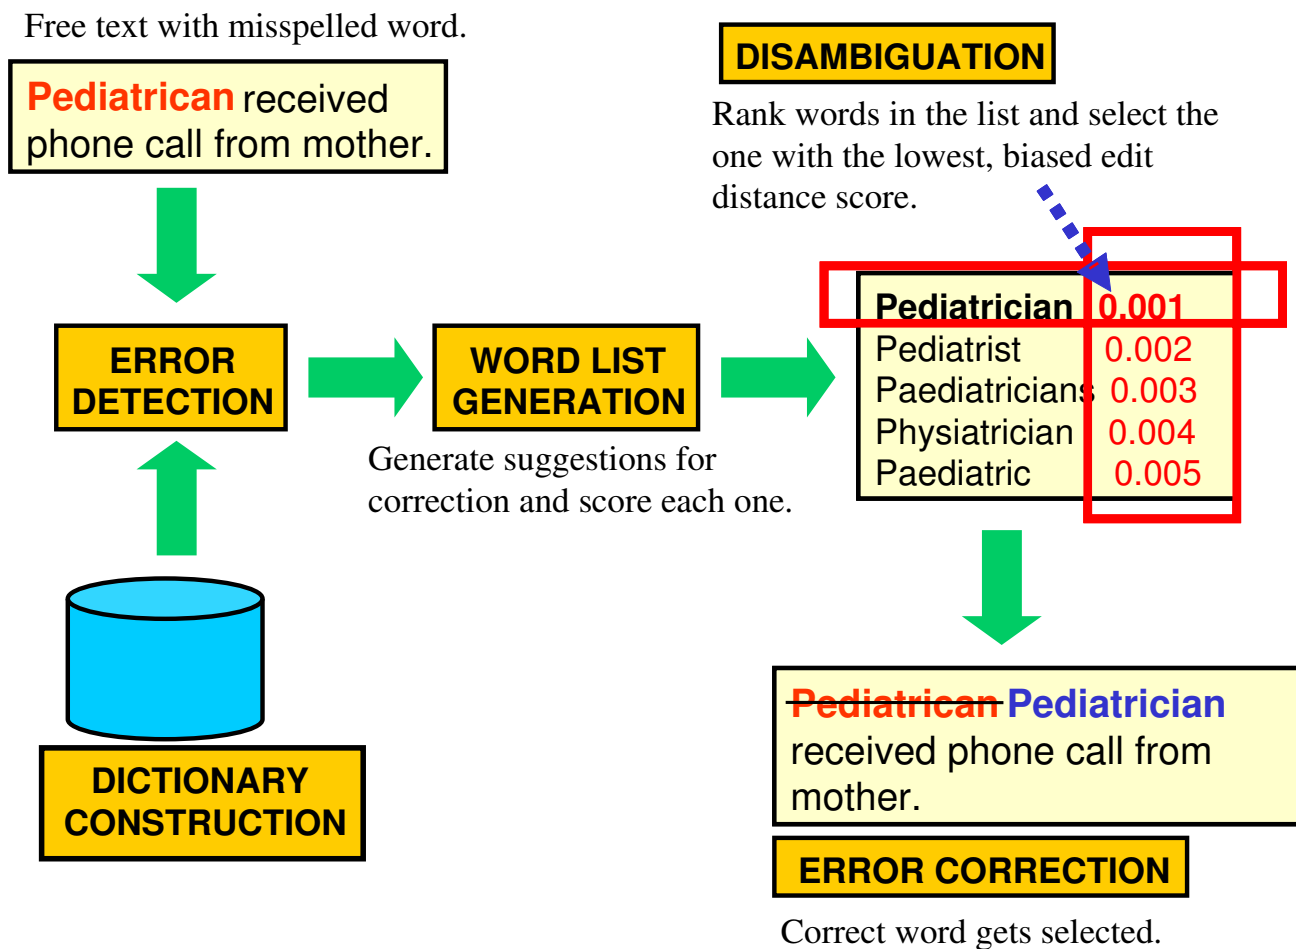 Free text with misspelled word.
Pediatrican received
phone call from mother.
ERROR
DETECTION
DICTIONARY
CONSTRUCTION
WORD LIST
GENERATION
Generate suggestions for
correction and score each one.
DISAMBIGUATION
Rank words in the list and select the
one with the lowest, biased edit
distance score.
Pediatrician 0.001
Pediatrist 0.002
Paediatricians 0.003
Physiatrician 0.004
Paediatric 0.005
Pediatrican Pediatrician
received phone call from
mother.
ERROR CORRECTION
Correct word gets selected.